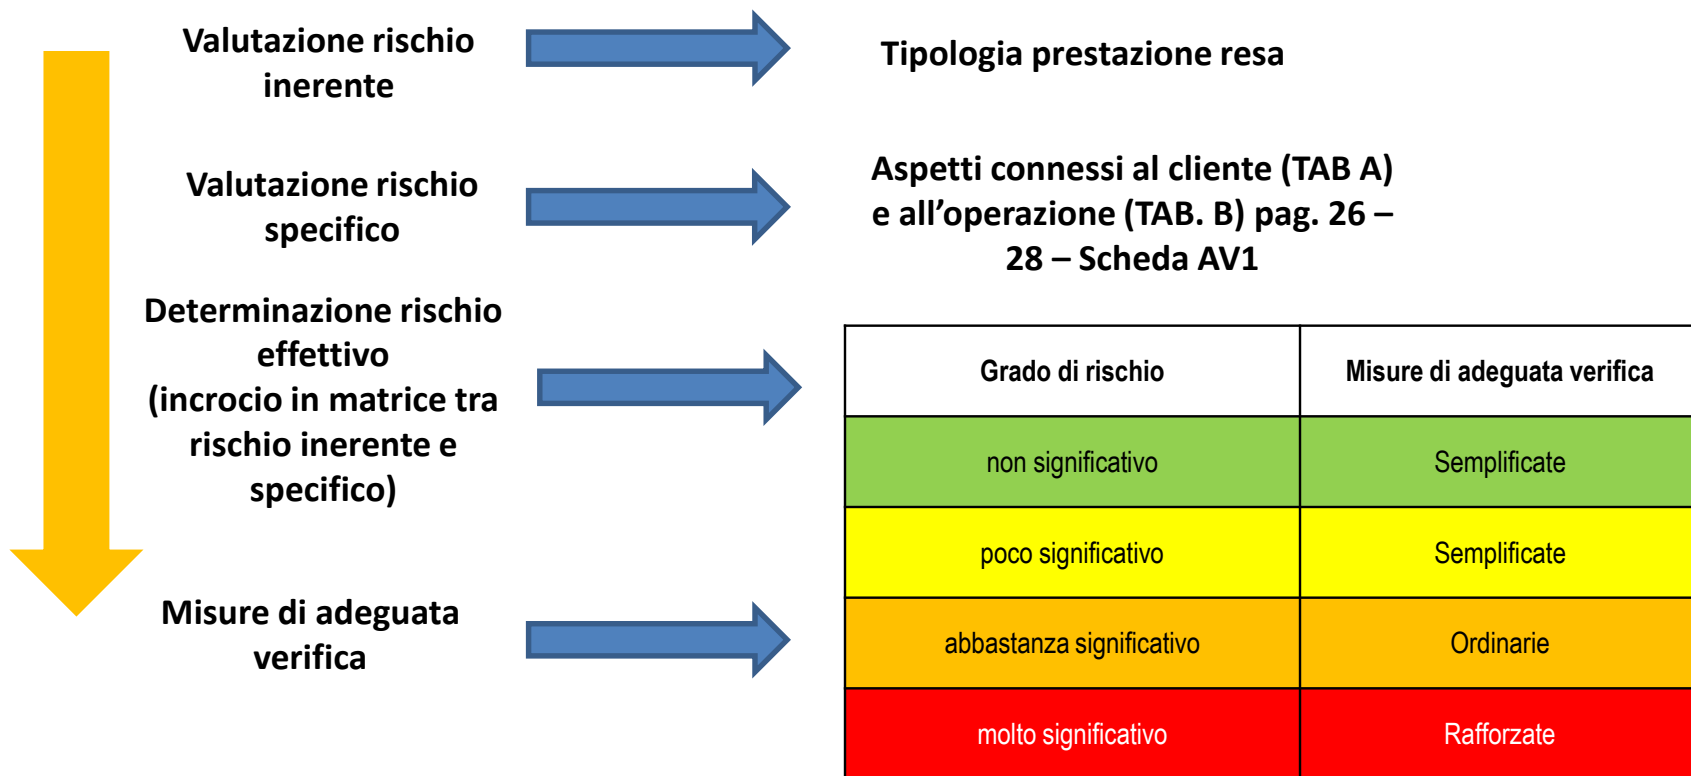 Valutazione rischio
inerente
Tipologia prestazione resa
Valutazione rischio
specifico
Aspetti connessi al cliente (TAB A)
e all’operazione (TAB. B) pag. 26 –
28 – Scheda AV1
Determinazione rischio
effettivo
(incrocio in matrice tra
rischio inerente e
specifico)
Misure di adeguata
verifica
Grado di rischio Misure di adeguata verifica
non significativo Semplificate
poco significativo Semplificate
abbastanza significativo Ordinarie
molto significativo Rafforzate